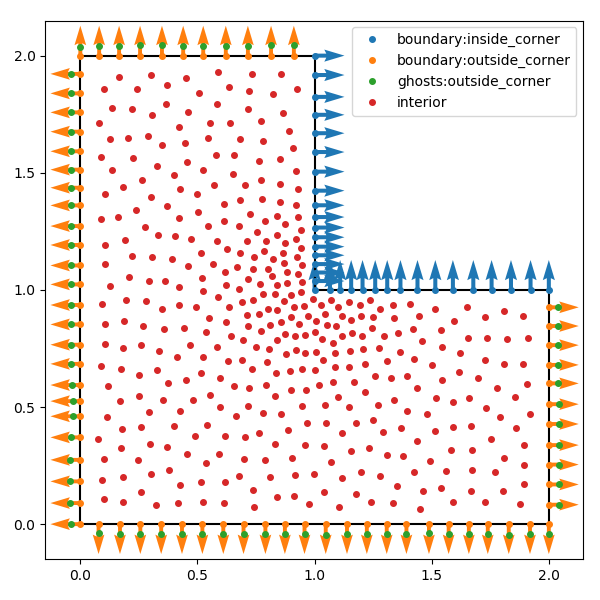 boundary:inside_corner
boundary:outside_corner
ghosts:outside_corner
interior
2.0
1.5
1.0
0.5
0.0
0.0 0.5 1.0 1.5 2.0